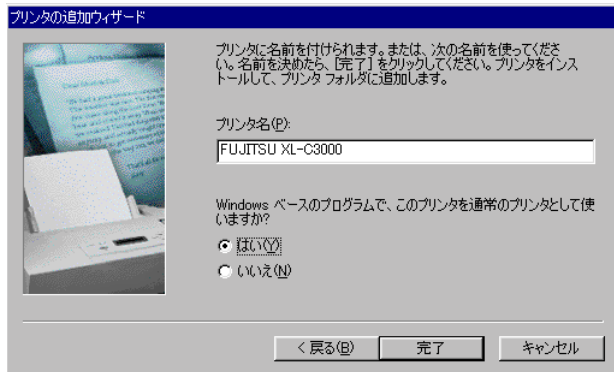 プリンタの追加ウィザード
プリンタに名前を付けられます。または、次の名前を使ってくださ
い。名前を決めたら、[完了] をクリックしてください。プリンタをインス
トールして、プリンタ フォルダに追加します。
プリンタ名(P):
FUJITSU XL-C3000
Windows ベースのプログラムで、このプリンタを通常のプリンタとして使
いますか?
はい(Y)
いいえ(N)
< 戻る(B)
完了
キャンセル